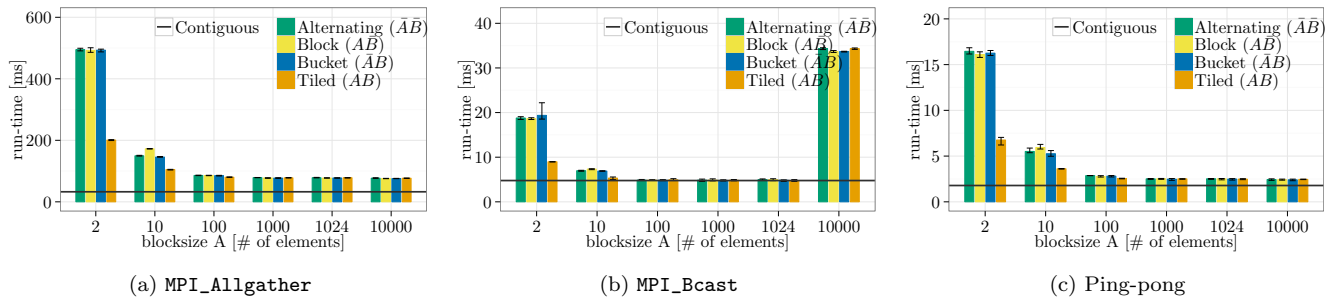 600
400
200
0
run-time [ms]
2
10
100
1000
1024
10000
blocksize A [# of elements]
Contiguous
Alternating (ĀB̄)
Block (AB̄)
Bucket (ĀB)
Tiled (AB)
(a) MPI_Allgather
40
30
20
10
0
run-time [ms]
2
10
100
1000
1024
10000
blocksize A [# of elements]
Contiguous
Alternating (ĀB̄)
Block (AB̄)
Bucket (ĀB)
Tiled (AB)
(b) MPI_Bcast
20
15
10
5
0
run-time [ms]
2
10
100
1000
1024
10000
blocksize A [# of elements]
Contiguous
Alternating (ĀB̄)
Block (AB̄)
Bucket (ĀB)
Tiled (AB)
(c) Ping-pong